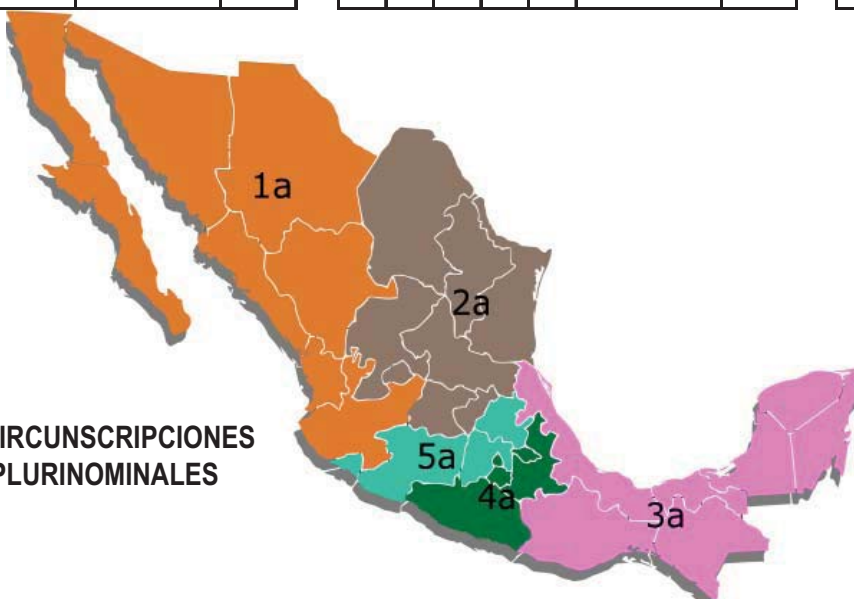 1a
2a
IRCUNSCRIPCIONES
PLURINOMINALES
5a
4a
3a